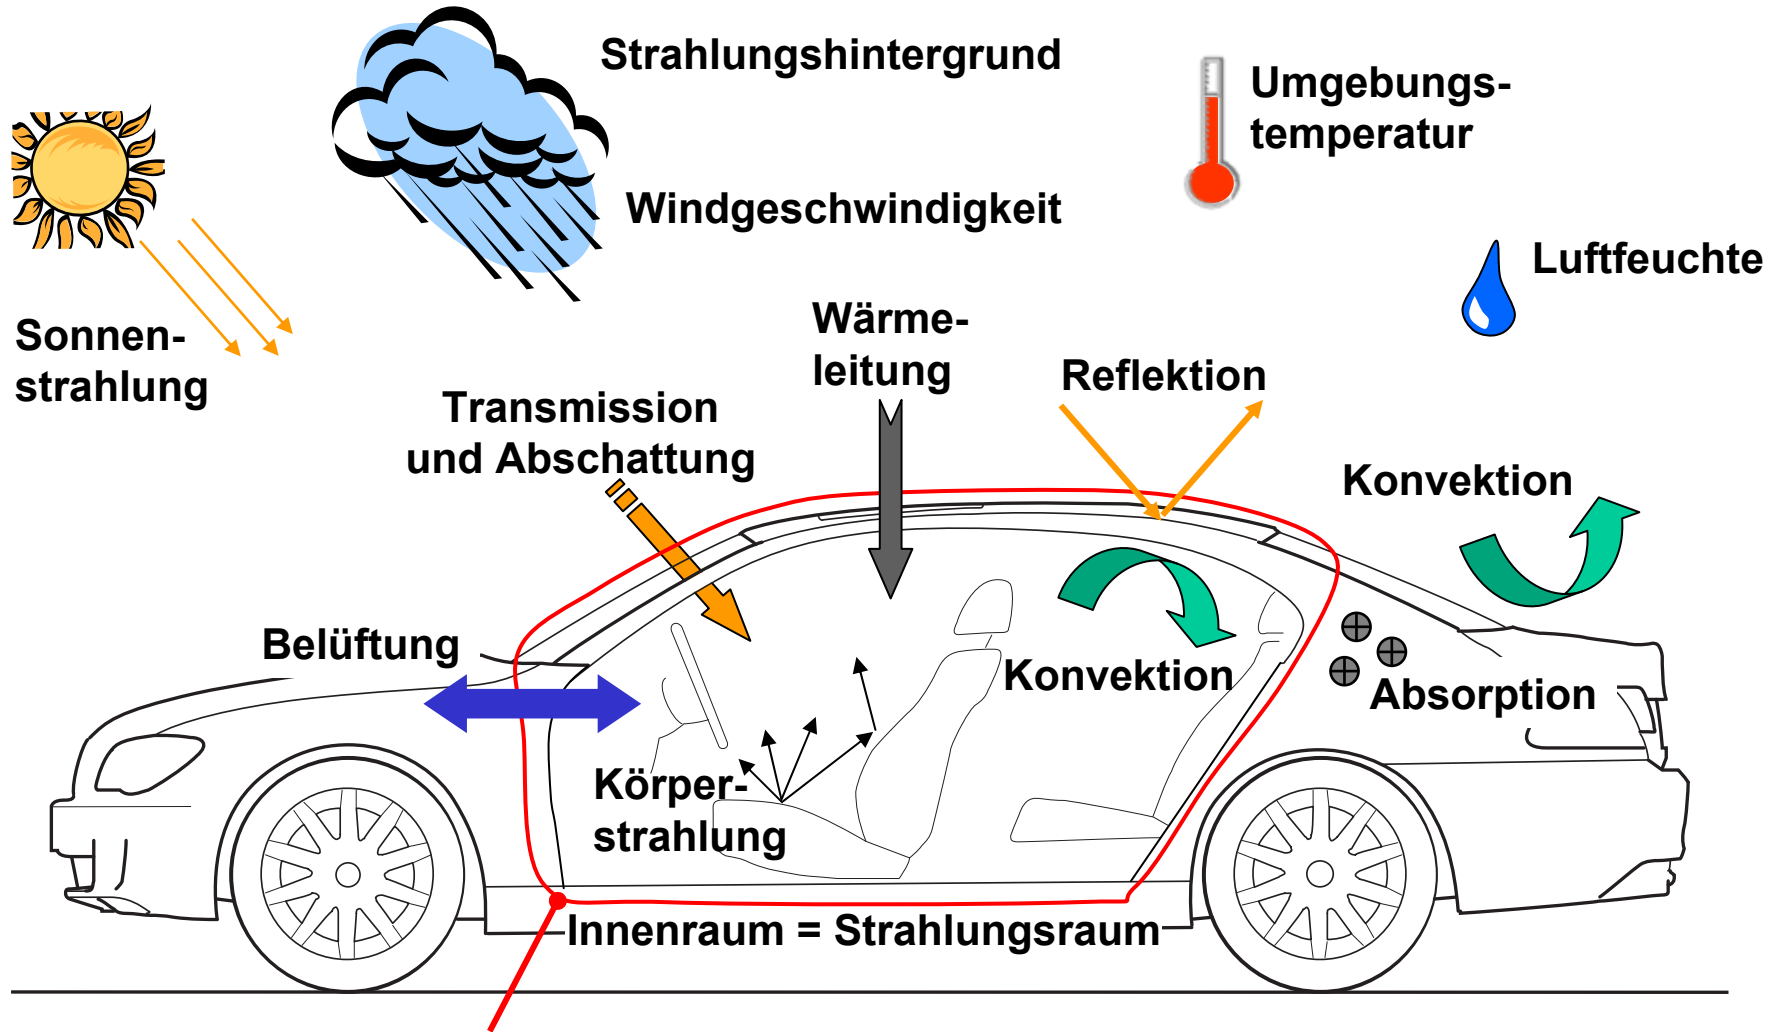 Strahlungshintergrund
Umgebungs-
temperatur
Windgeschwindigkeit
Luftfeuchte
Sonnen-
strahlung
Wärme-
leitung
Reflektion
Transmission
und Abschattung
Konvektion
Belüftung
Konvektion
Absorption
Körper-
strahlung
Innenraum = Strahlungsraum